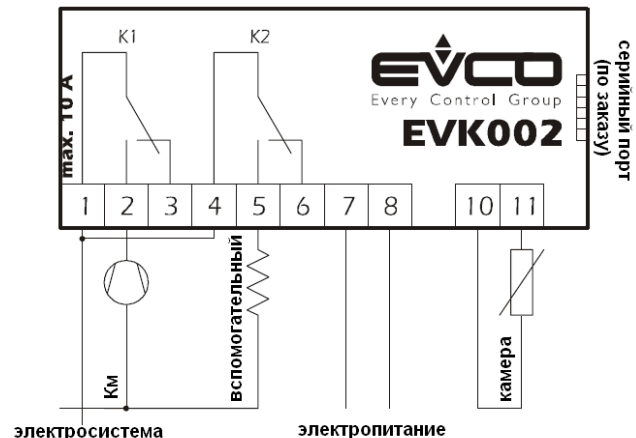 K1
K2
EVCO
Every Control Group
EVK002
max. 10 A
серийный порт
(по заказу)
1 2 3 4 5 6 7 8 10 11
Км
вспомогательный
камера
электросистема
электропитание